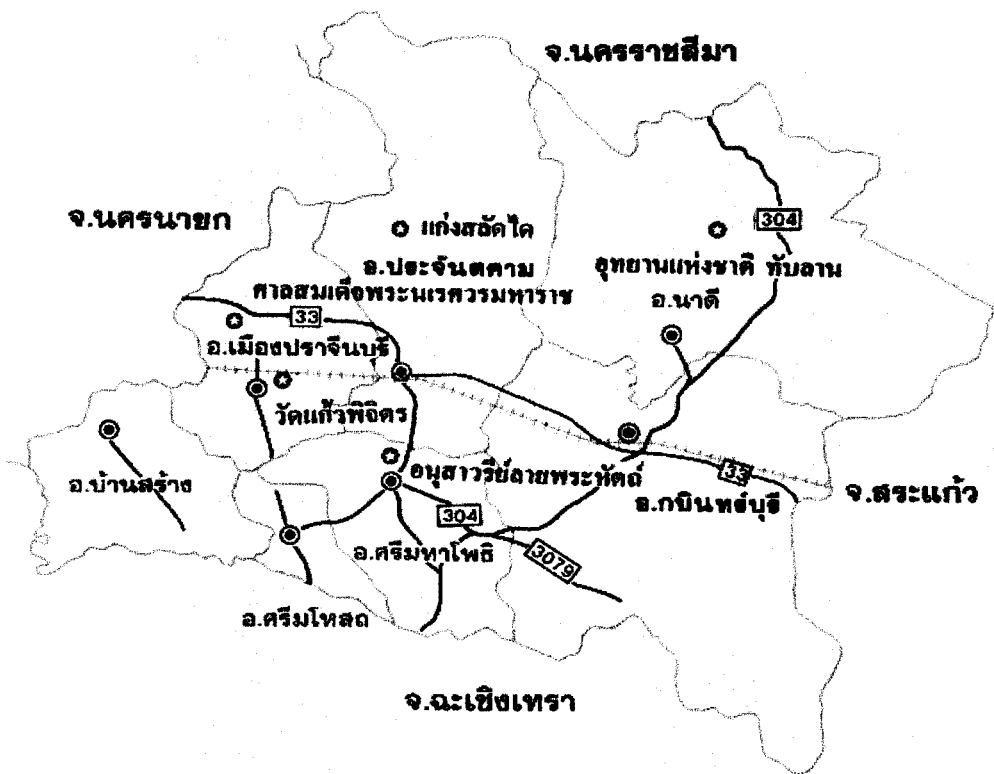 จ.นครราชสีมา
จ.นครนายก
แก่งสลัดได
304
อ.ประจันตคาม
อุทยานแห่งชาติ ทับลาน
ศาลสมเด็จพระนเรศวรมหาราช
อ.นาดี
33
อ.เมืองปราจีนบุรี
วัดแก้วพิจิตร
อนุสาวรีย์ลายพระหัตถ์
33
อ.บ้านสร้าง
จ.สระแก้ว
อ.กบินทร์บุรี
304
อ.ศรีมหาโพธิ
3079
อ.ศรีมโหสถ
จ.ฉะเชิงเทรา